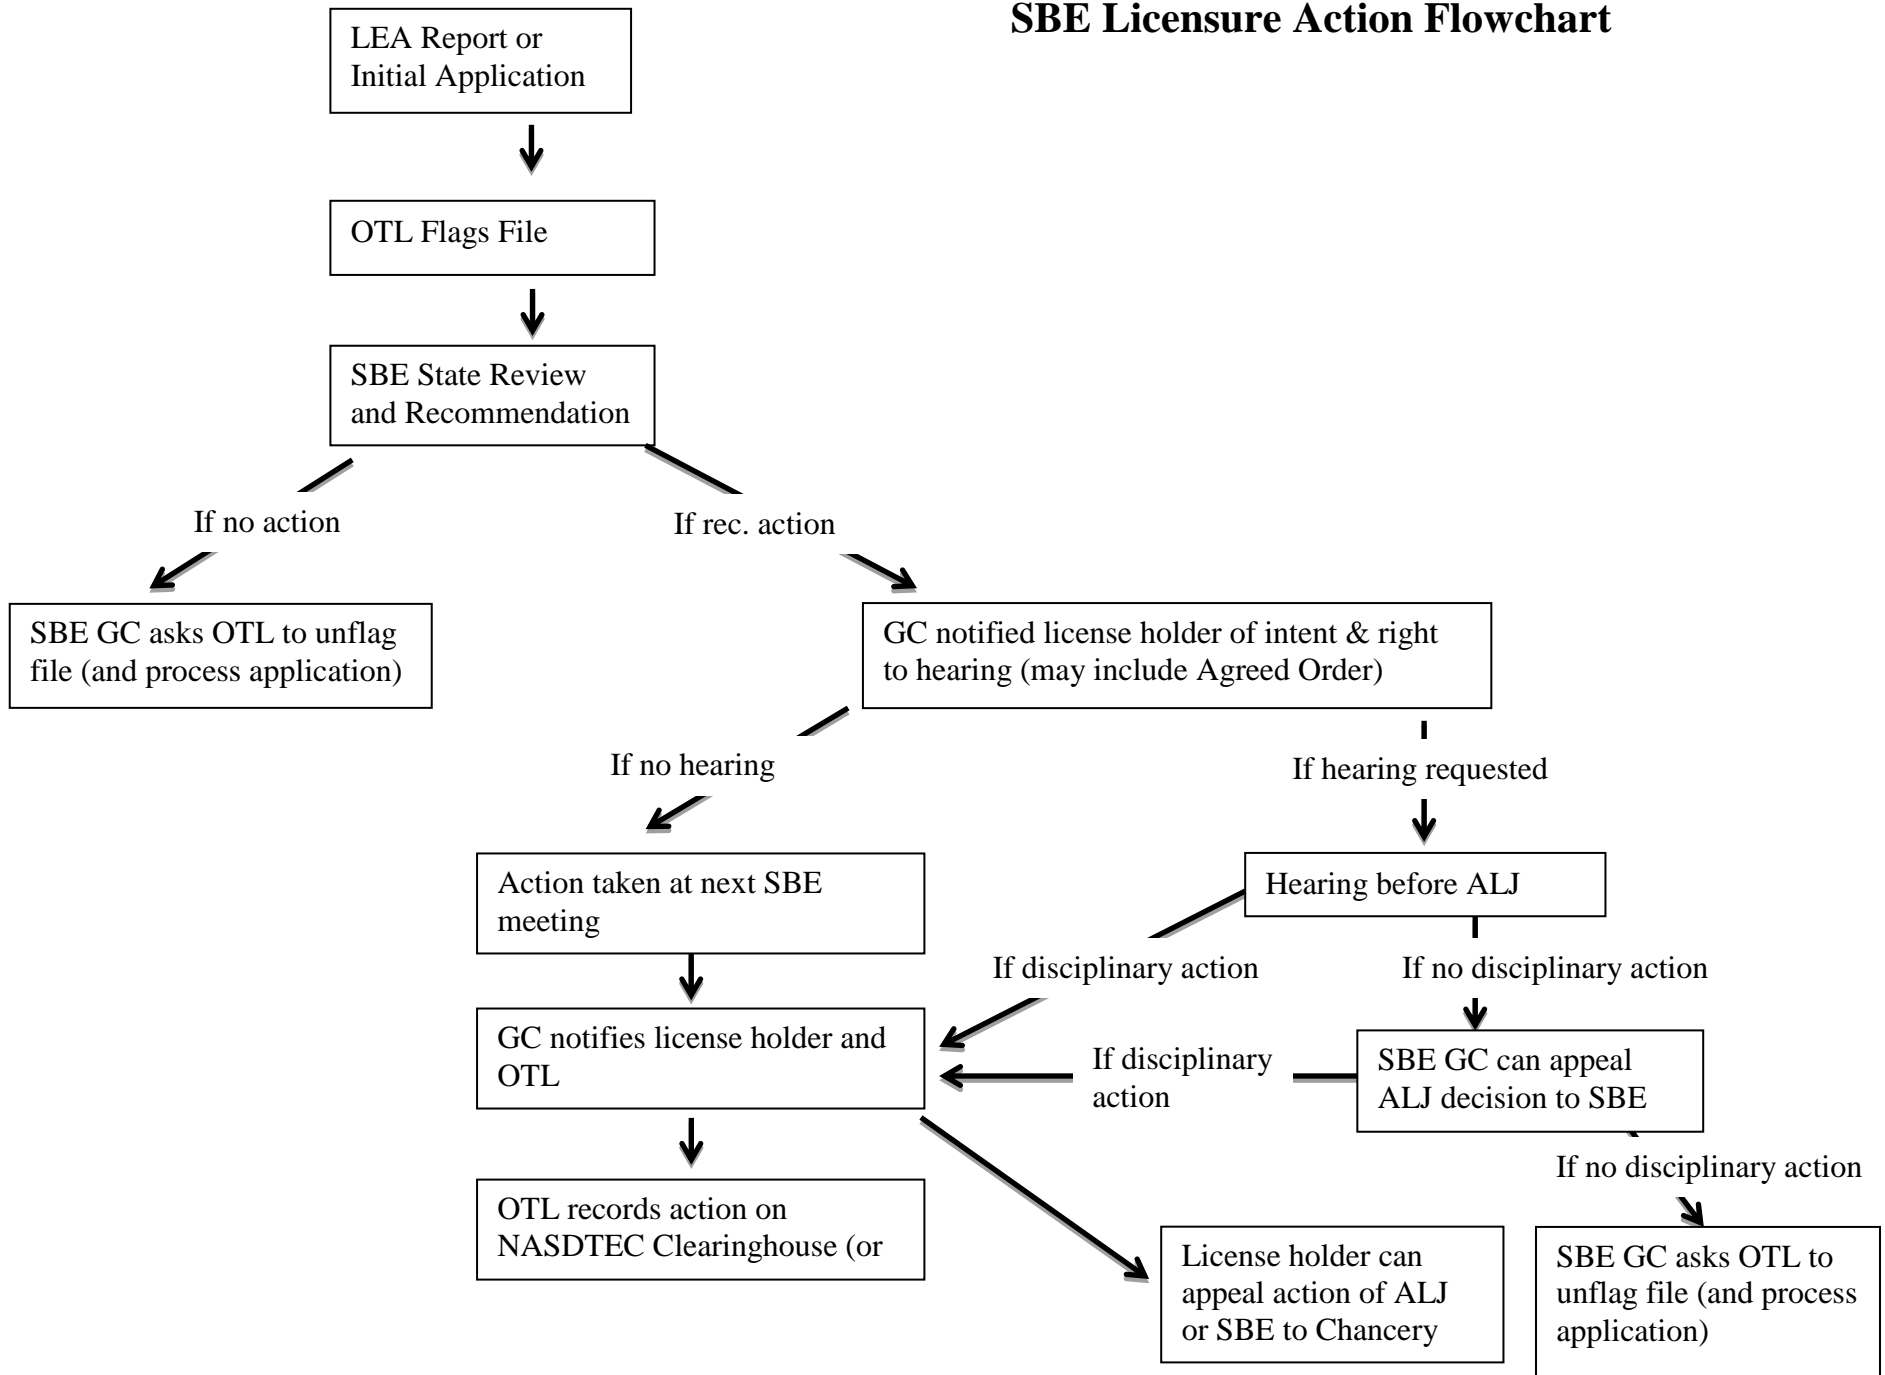 SBE Licensure Action Flowchart
LEA Report or
Initial Application
OTL Flags File
SBE State Review
and Recommendation
If no action
If rec. action
SBE GC asks OTL to unflag
file (and process application)
GC notified license holder of intent & right
to hearing (may include Agreed Order)
If no hearing
If hearing requested
Action taken at next SBE
meeting
Hearing before ALJ
If disciplinary action
If no disciplinary action
GC notifies license holder and
OTL
If disciplinary
action
SBE GC can appeal
ALJ decision to SBE
If no disciplinary action
OTL records action on
NASDTEC Clearinghouse (or
License holder can
appeal action of ALJ
or SBE to Chancery
SBE GC asks OTL to
unflag file (and process
application)